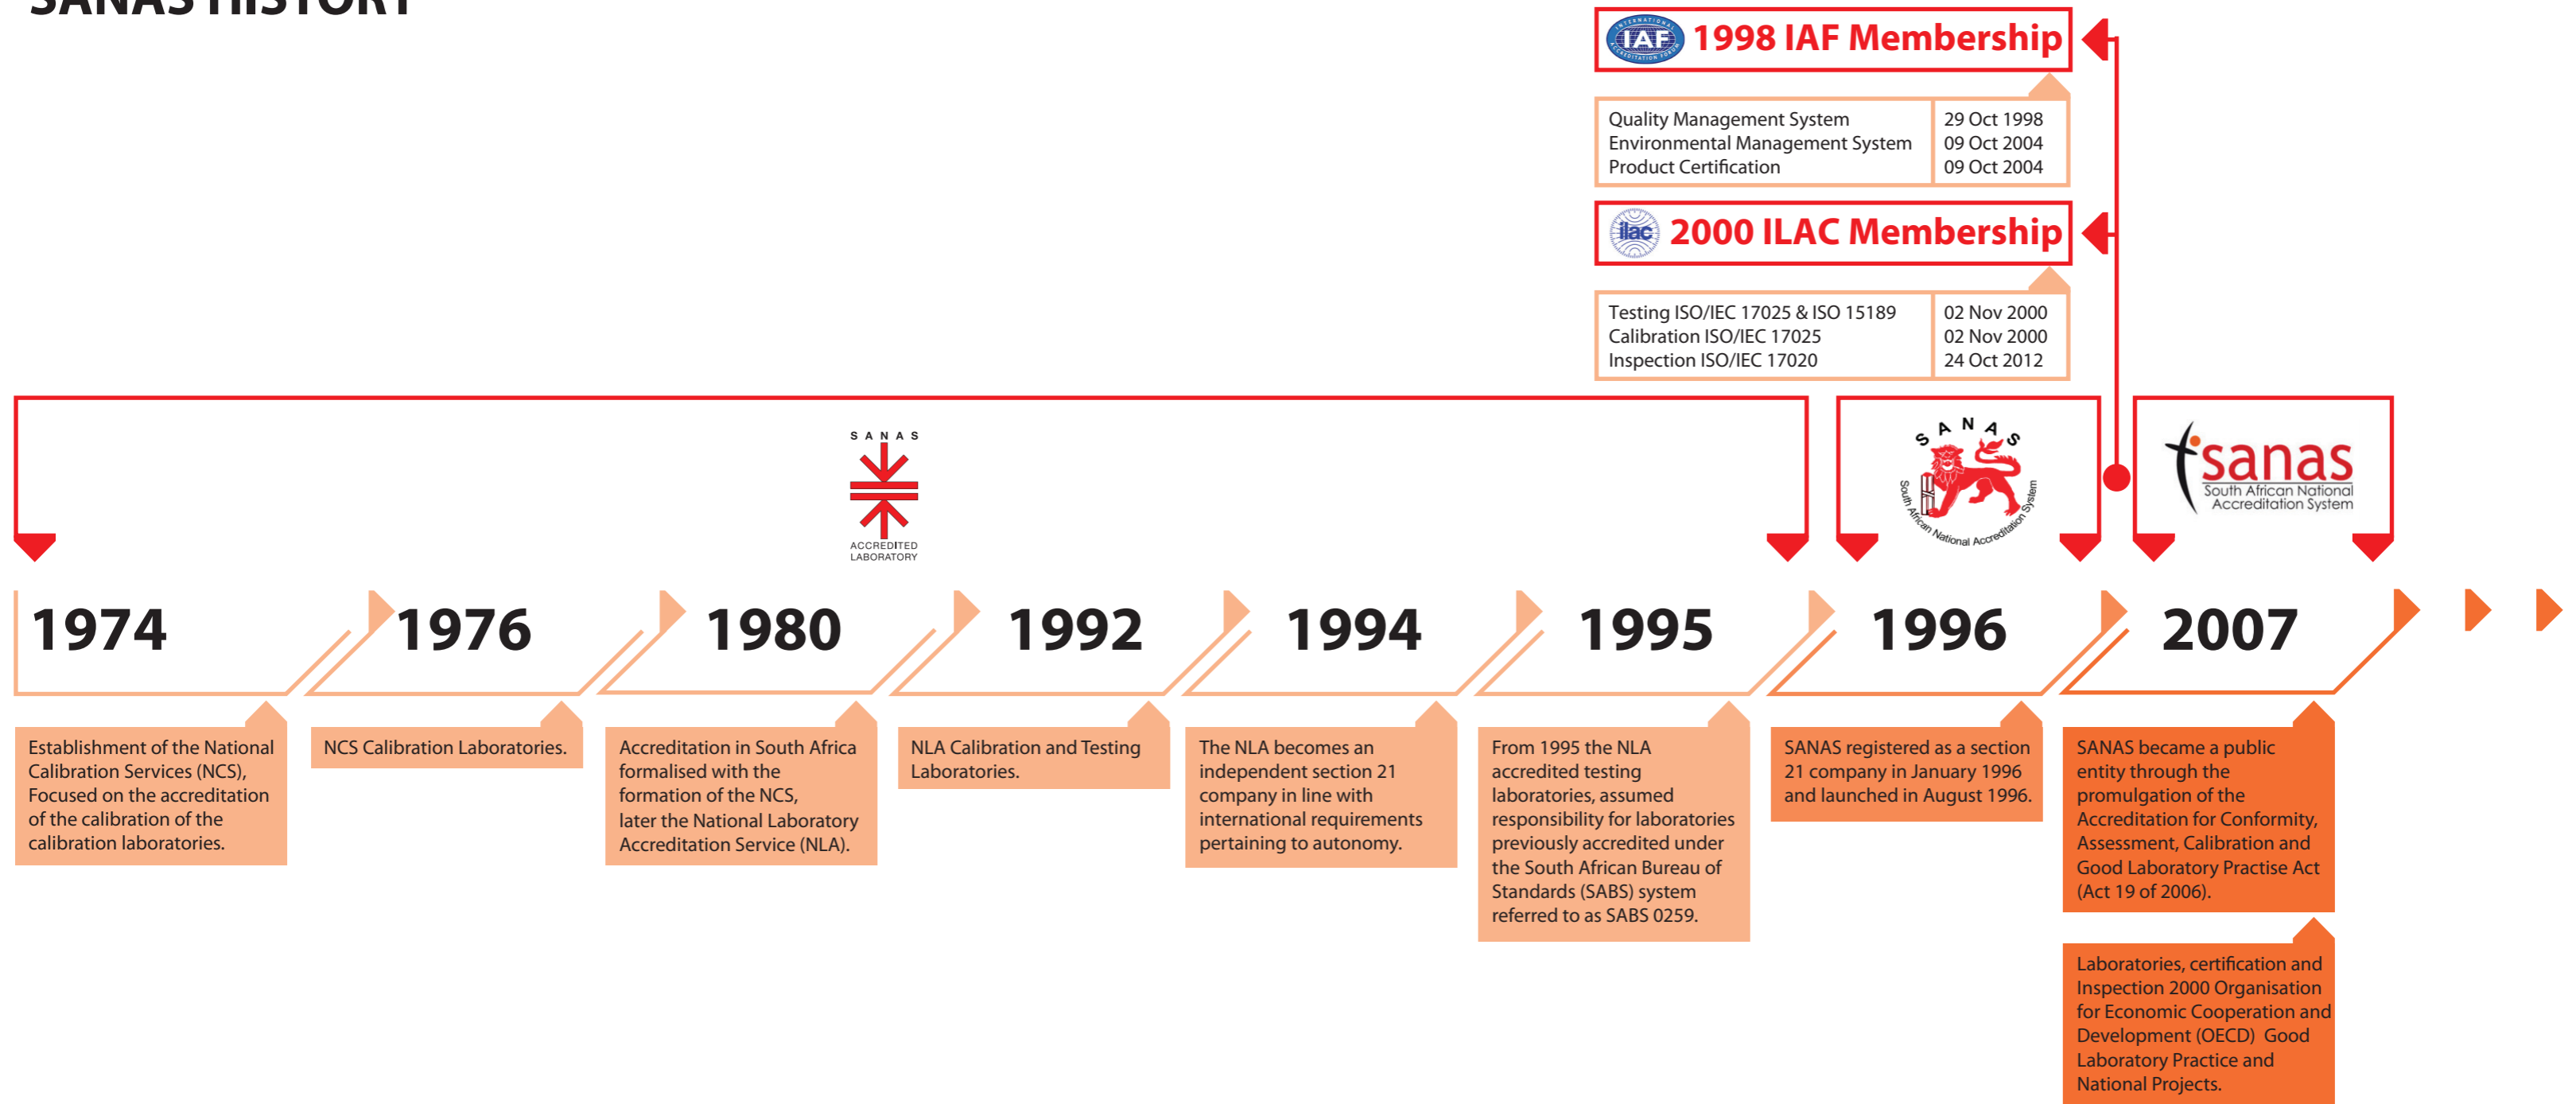 SANAS HISTORY
INTERNATIONAL
IAF
ACCREDITATION FORUM
1998 IAF Membership
Quality Management System 29 Oct 1998
Environmental Management System 09 Oct 2004
Product Certification 09 Oct 2004
ilac
2000 ILAC Membership
Testing ISO/IEC 17025 & ISO 15189 02 Nov 2000
Calibration ISO/IEC 17025 02 Nov 2000
Inspection ISO/IEC 17020 24 Oct 2012
SANAS
ACCREDITED
LABORATORY
SANAS
South African National Accreditation System
sanas
South African National
Accreditation System
1974
1976
1980
1992
1994
1995
1996
2007
Establishment of the National
Calibration Services (NCS),
Focused on the accreditation
of the calibration of the
calibration laboratories.
NCS Calibration Laboratories.
Accreditation in South Africa
formalised with the
formation of the NCS,
later the National Laboratory
Accreditation Service (NLA).
NLA Calibration and Testing
Laboratories.
The NLA becomes an
independent section 21
company in line with
international requirements
pertaining to autonomy.
From 1995 the NLA
accredited testing
laboratories, assumed
responsibility for laboratories
previously accredited under
the South African Bureau of
Standards (SABS) system
referred to as SABS 0259.
SANAS registered as a section
21 company in January 1996
and launched in August 1996.
SANAS became a public
entity through the
promulgation of the
Accreditation for Conformity,
Assessment, Calibration and
Good Laboratory Practise Act
(Act 19 of 2006).
Laboratories, certification and
Inspection 2000 Organisation
for Economic Cooperation and
Development (OECD) Good
Laboratory Practice and
National Projects.